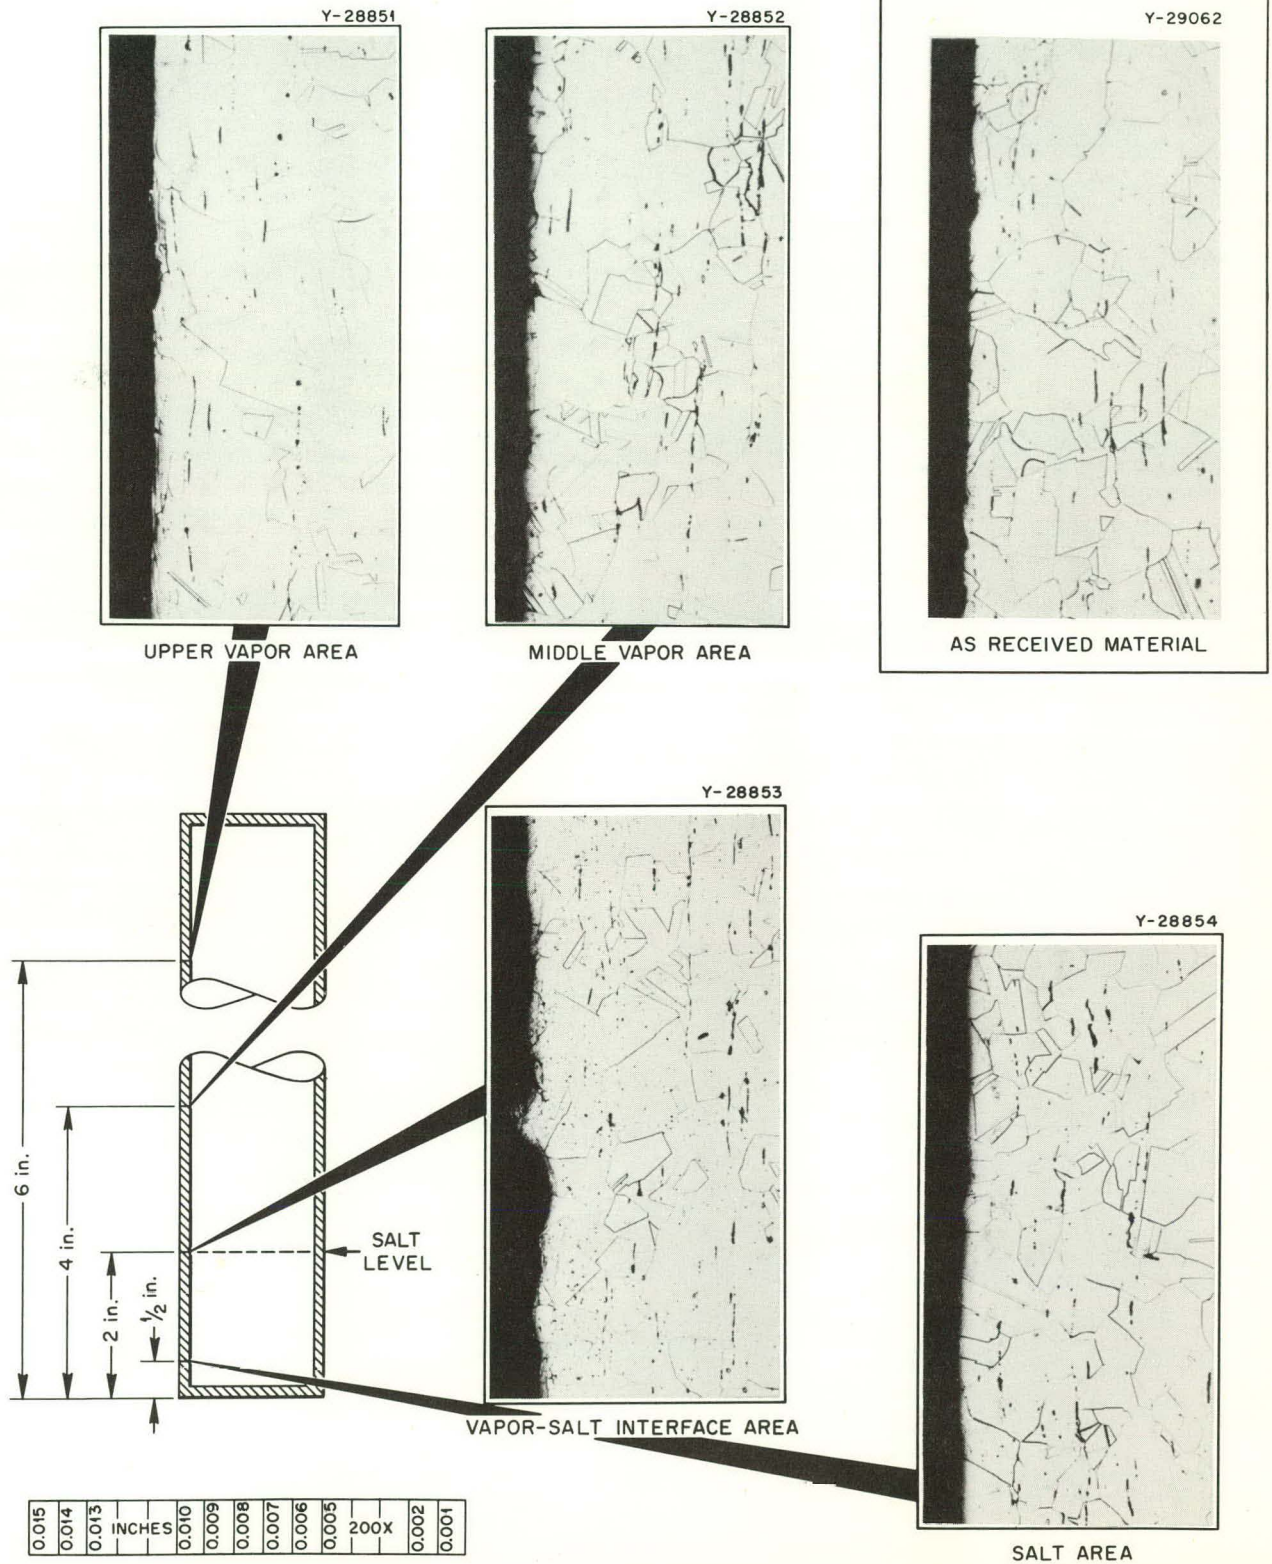 Y-28851
Y-28852
Y-29062
UPPER VAPOR AREA
MIDDLE VAPOR AREA
AS RECEIVED MATERIAL
Y-28853
Y-28854
6 in.
4 in.
2 in.
1/2 in.
SALT
LEVEL
VAPOR-SALT INTERFACE AREA
0.015 0.014 0.013 INCHES 0.010 0.009 0.008 0.007 0.006 0.005 200X 0.002 0.001
SALT AREA